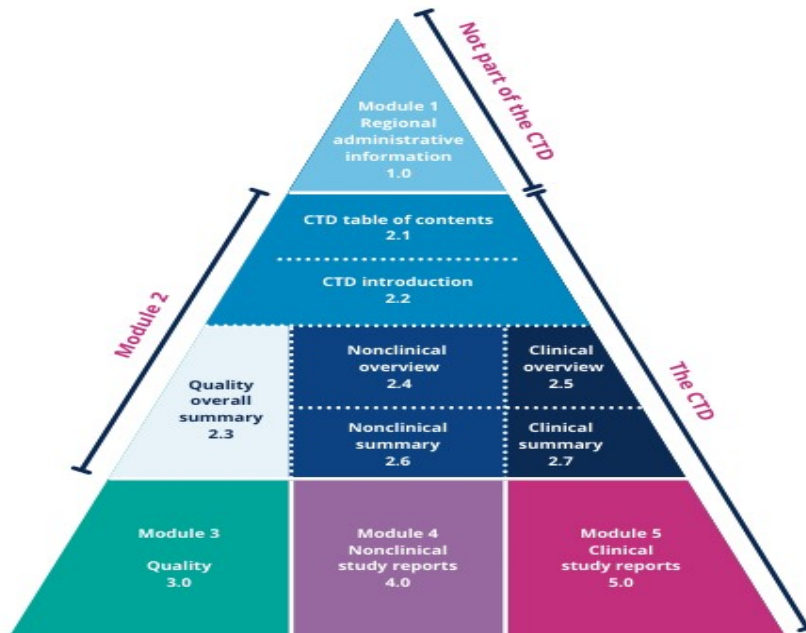 Module 1
Regional
administrative
information
1.0
Not part of the CTD
CTD table of contents
2.1
CTD introduction
2.2
Module 2
Quality
overall
summary
2.3
Nonclinical
overview
2.4
Clinical
overview
2.5
Nonclinical
summary
2.6
Clinical
summary
2.7
The CTD
Module 3
Quality
3.0
Module 4
Nonclinical
study reports
4.0
Module 5
Clinical
study reports
5.0